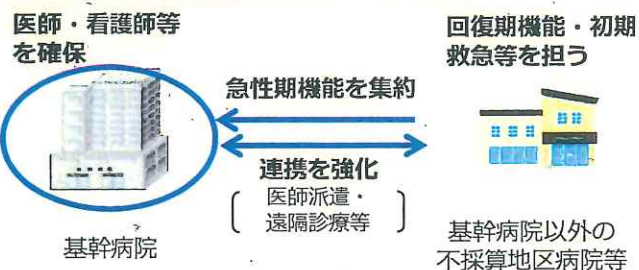 医師・看護師等
を確保
回復期機能・初期
救急等を担う
急性期機能を集約
連携を強化
医師派遣・
遠隔診療等
基幹病院
基幹病院以外の
不採算地区病院等